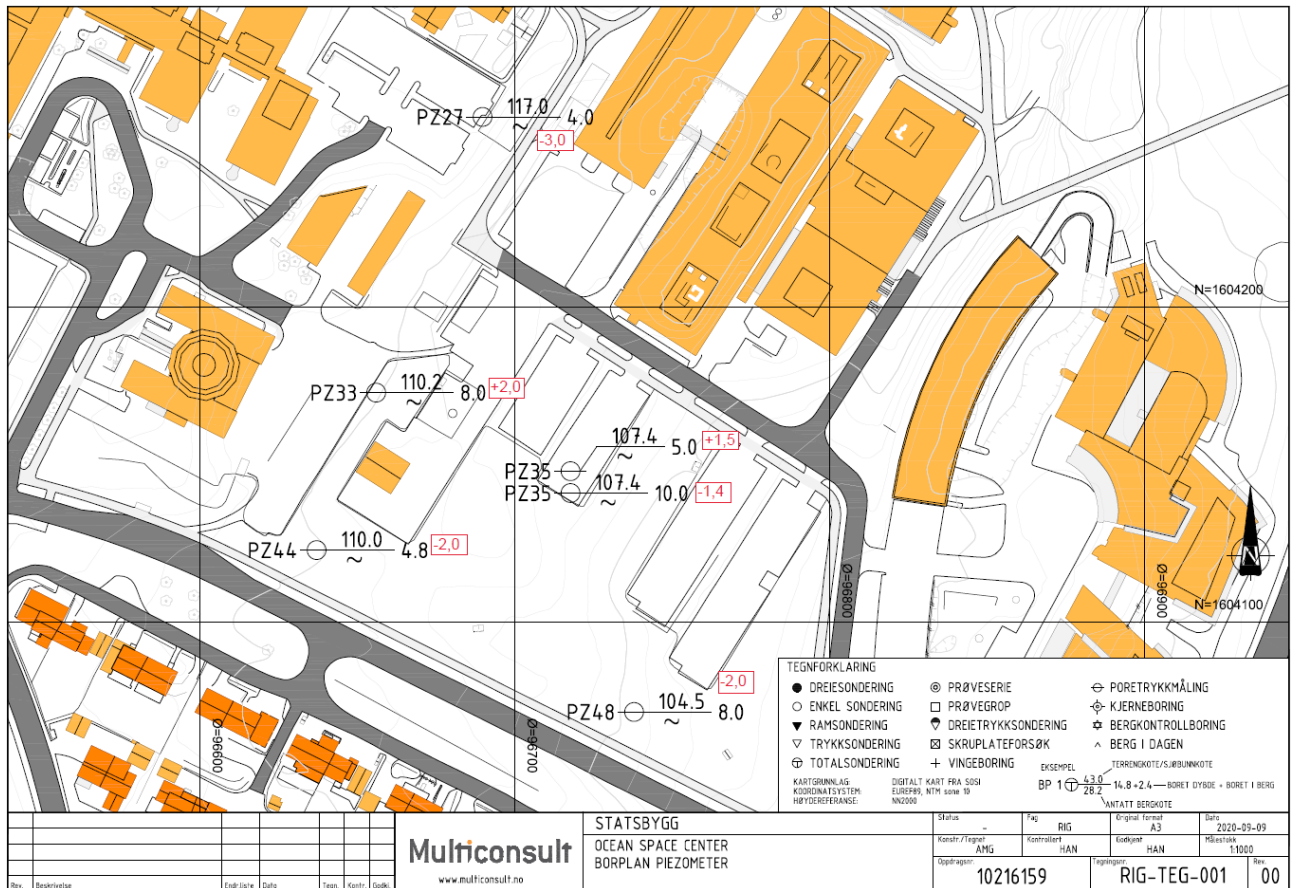 PZ27 117.0 4.0
~
-3,0
N=1604200
PZ33 110.2 8.0 +2,0
~
107.4 5.0 +1,5
~
PZ35
PZ35 107.4 10.0 -1,4
~
PZ44 110.0 4.8 -2,0
~
N
Ø=96800
Ø=96900
N=1604100
-2,0
PZ48 104.5 8.0
~
Ø=96600
Ø=96700
TEGNFORKLARING
DREIESONDERING
PRØVESERIE
PORETRYKKMÅLING
ENKEL SONDERING
PRØVEGROP
KJERNEBORING
RAMSONDERING
DREIETRYKKSONDERING
BERGKONTROLLBORING
TRYKKSONDERING
SKRUPLATEFORSØK
BERG I DAGEN
TOTALSONDERING
VINGEBORING
EKSEMPEL
TERRENGKOTE/SJØBUNNKOTE
BP 1 43.0 14.8+2.4 BORET DYBDE + BORET I BERG
28.2
ANTATT BERGKOTE
KARTGRUNNLAG: DIGITALT KART FRA SOSI
KOORDINATSYSTEM: EUREF89, NTM sone 10
HØYDEREFERANSE: NN2000
Rev. Beskrivelse Endr.liste Dato Tegn. Kontr. Godkj.
Multiconsult
www.multiconsult.no
STATSBYGG
OCEAN SPACE CENTER
BORPLAN PIEZOMETER
Status Fag Original format Dato
- RIG A3 2020-09-09
Konstr./Tegnet Kontrollert Godkjent Målestokk
AMG HAN HAN 1:1000
Oppdragsnr. Tegningsnr. Rev.
10216159 RIG-TEG-001 00